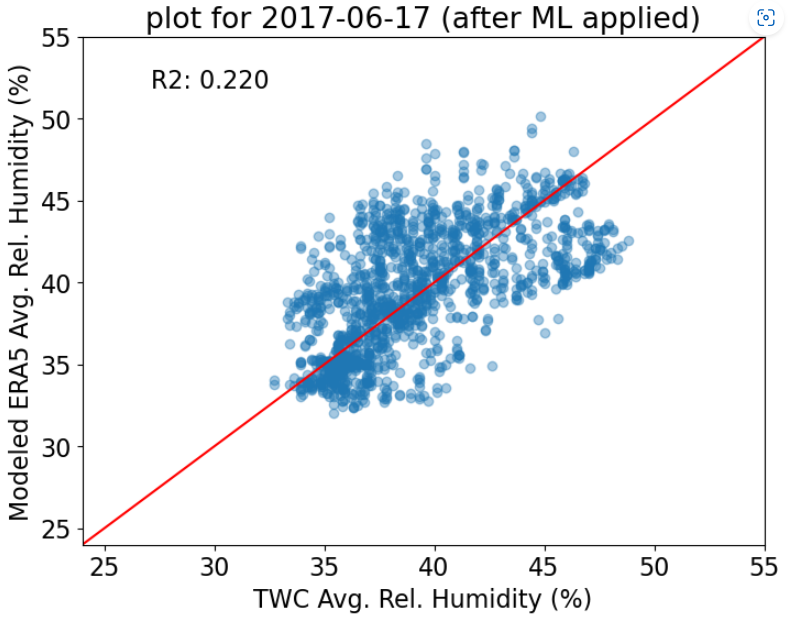 plot for 2017-06-17 (after ML applied)
R2: 0.220
Modeled ERA5 Avg. Rel. Humidity (%)
55
50
45
40
35
30
25
25 30 35 40 45 50 55
TWC Avg. Rel. Humidity (%)